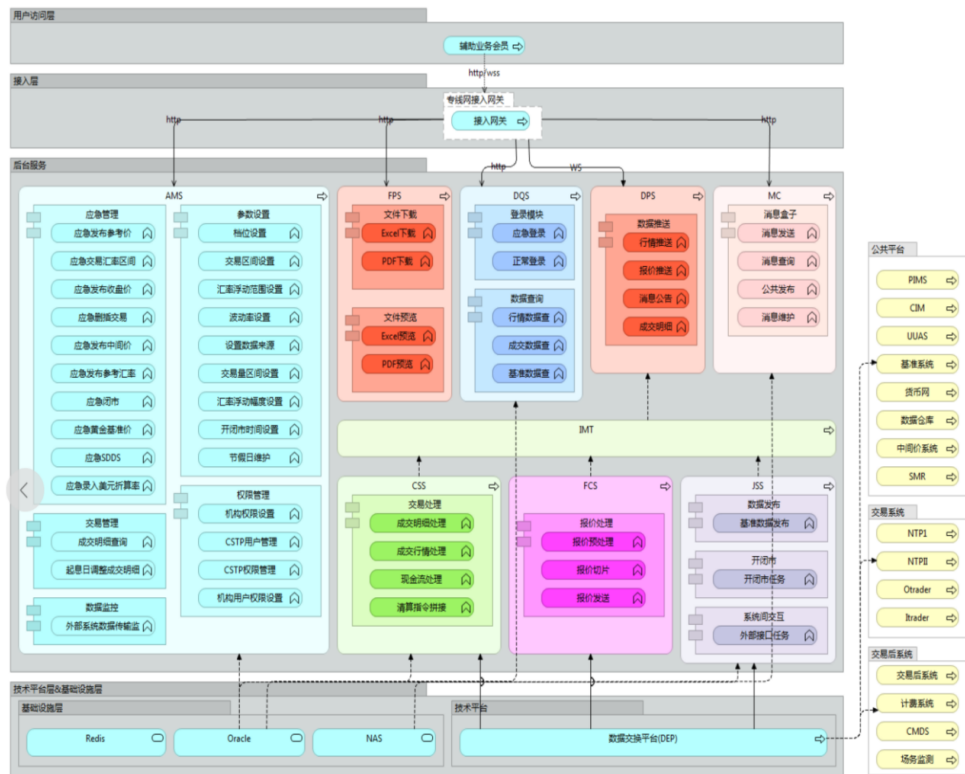 用户访问层
辅助业务会员
http/wss
接入层
专线网接入网关
接入网关
http
http
http
http
WS
后台服务
AMS
应急管理
应急发布参考价
应急交易汇率区间
应急发布收盘价
应急删插交易
应急发布中间价
应急发布参考汇率
应急闭市
应急黄金基准价
应急SDDS
应急录入美元折算率
交易管理
成交明细查询
起息日调整成交明细
数据监控
外部系统数据传输监
参数设置
档位设置
交易区间设置
汇率浮动范围设置
波动率设置
设置数据来源
交易量区间设置
汇率浮动幅度设置
开闭市时间设置
节假日维护
权限管理
机构权限设置
CSTP用户管理
CSTP权限管理
机构用户权限设置
FPS
文件下载
Excel下载
PDF下载
文件预览
Excel预览
PDF预览
DQS
登录模块
应急登录
正常登录
数据查询
行情数据查
成交数据查
基准数据查
DPS
数据推送
行情推送
报价推送
消息公告
成交明细
MC
消息盒子
消息发送
消息查询
公共发布
消息维护
IMT
CSS
交易处理
成交明细处理
成交行情处理
现金流处理
清算指令拼接
FCS
报价处理
报价预处理
报价切片
报价发送
JSS
数据发布
基准数据发布
开闭市
开闭市任务
系统间交互
外部接口任务
技术平台层&基础设施层
基础设施层
Redis
Oracle
NAS
技术平台
数据交换平台(DEP)
公共平台
PIMS
CIM
UUAS
基准系统
货币网
数据仓库
中间价系统
SMR
交易系统
NTP1
NTPII
Otrader
Itrader
交易后系统
交易后系统
计费系统
CMDS
场务监测